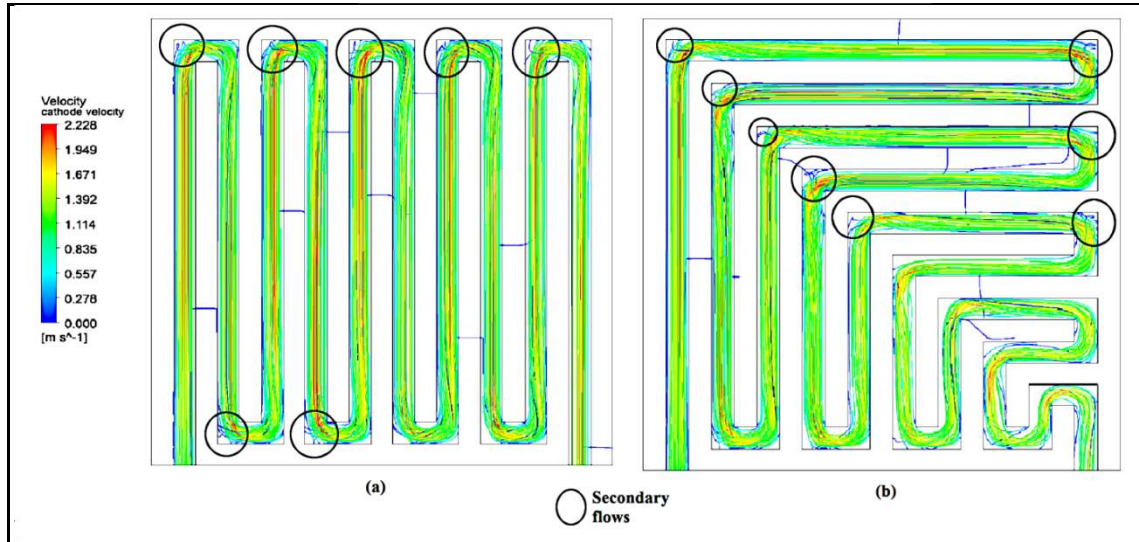 Velocity
cathode velocity
2.228
1.949
1.671
1.392
1.114
0.835
0.557
0.278
0.000
[m s^-1]
(a)
(b)
Secondary
flows